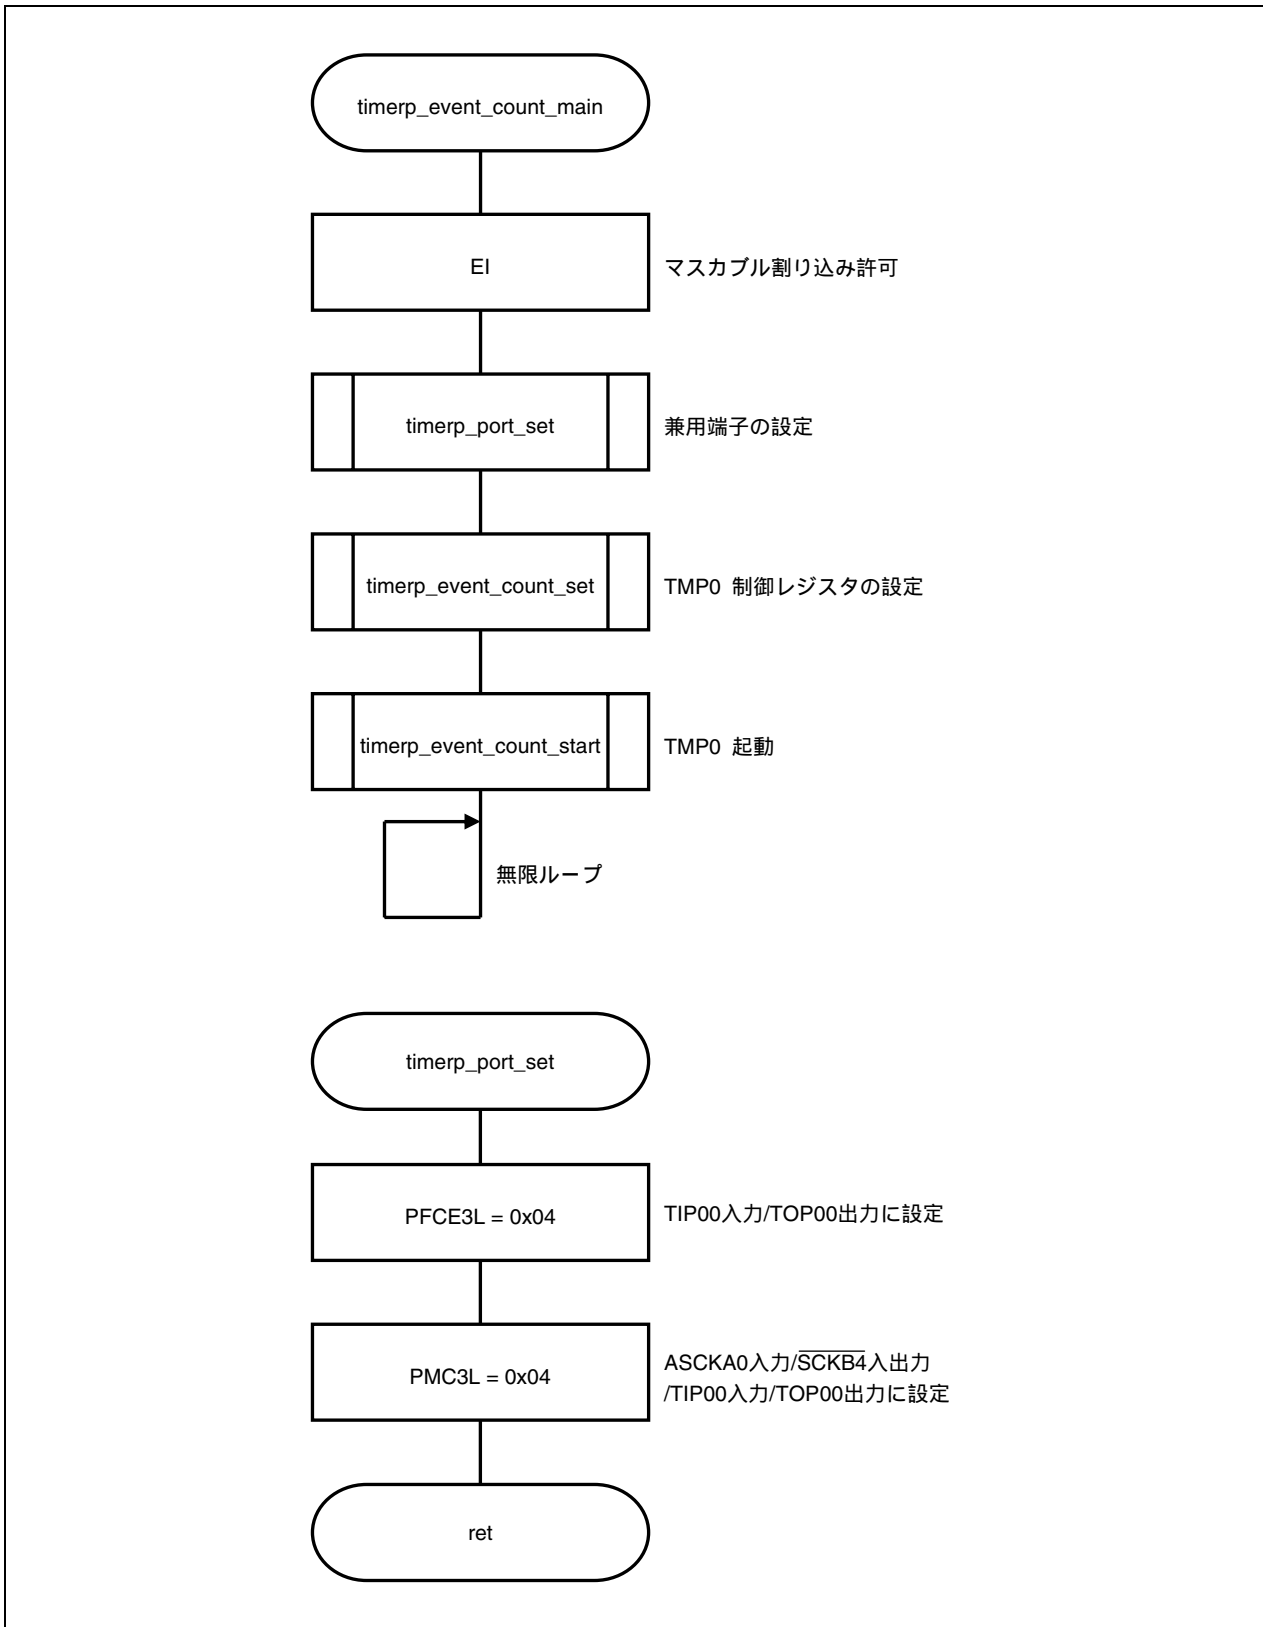 timerp_event_count_main
EI
マスカブル割り込み許可
timerp_port_set
兼用端子の設定
timerp_event_count_set
TMP0 制御レジスタの設定
timerp_event_count_start
TMP0 起動
無限ループ
timerp_port_set
PFCE3L = 0x04
TIP00入力/TOP00出力に設定
PMC3L = 0x04
ASCKA0入力/SCKB4入出力
/TIP00入力/TOP00出力に設定
ret